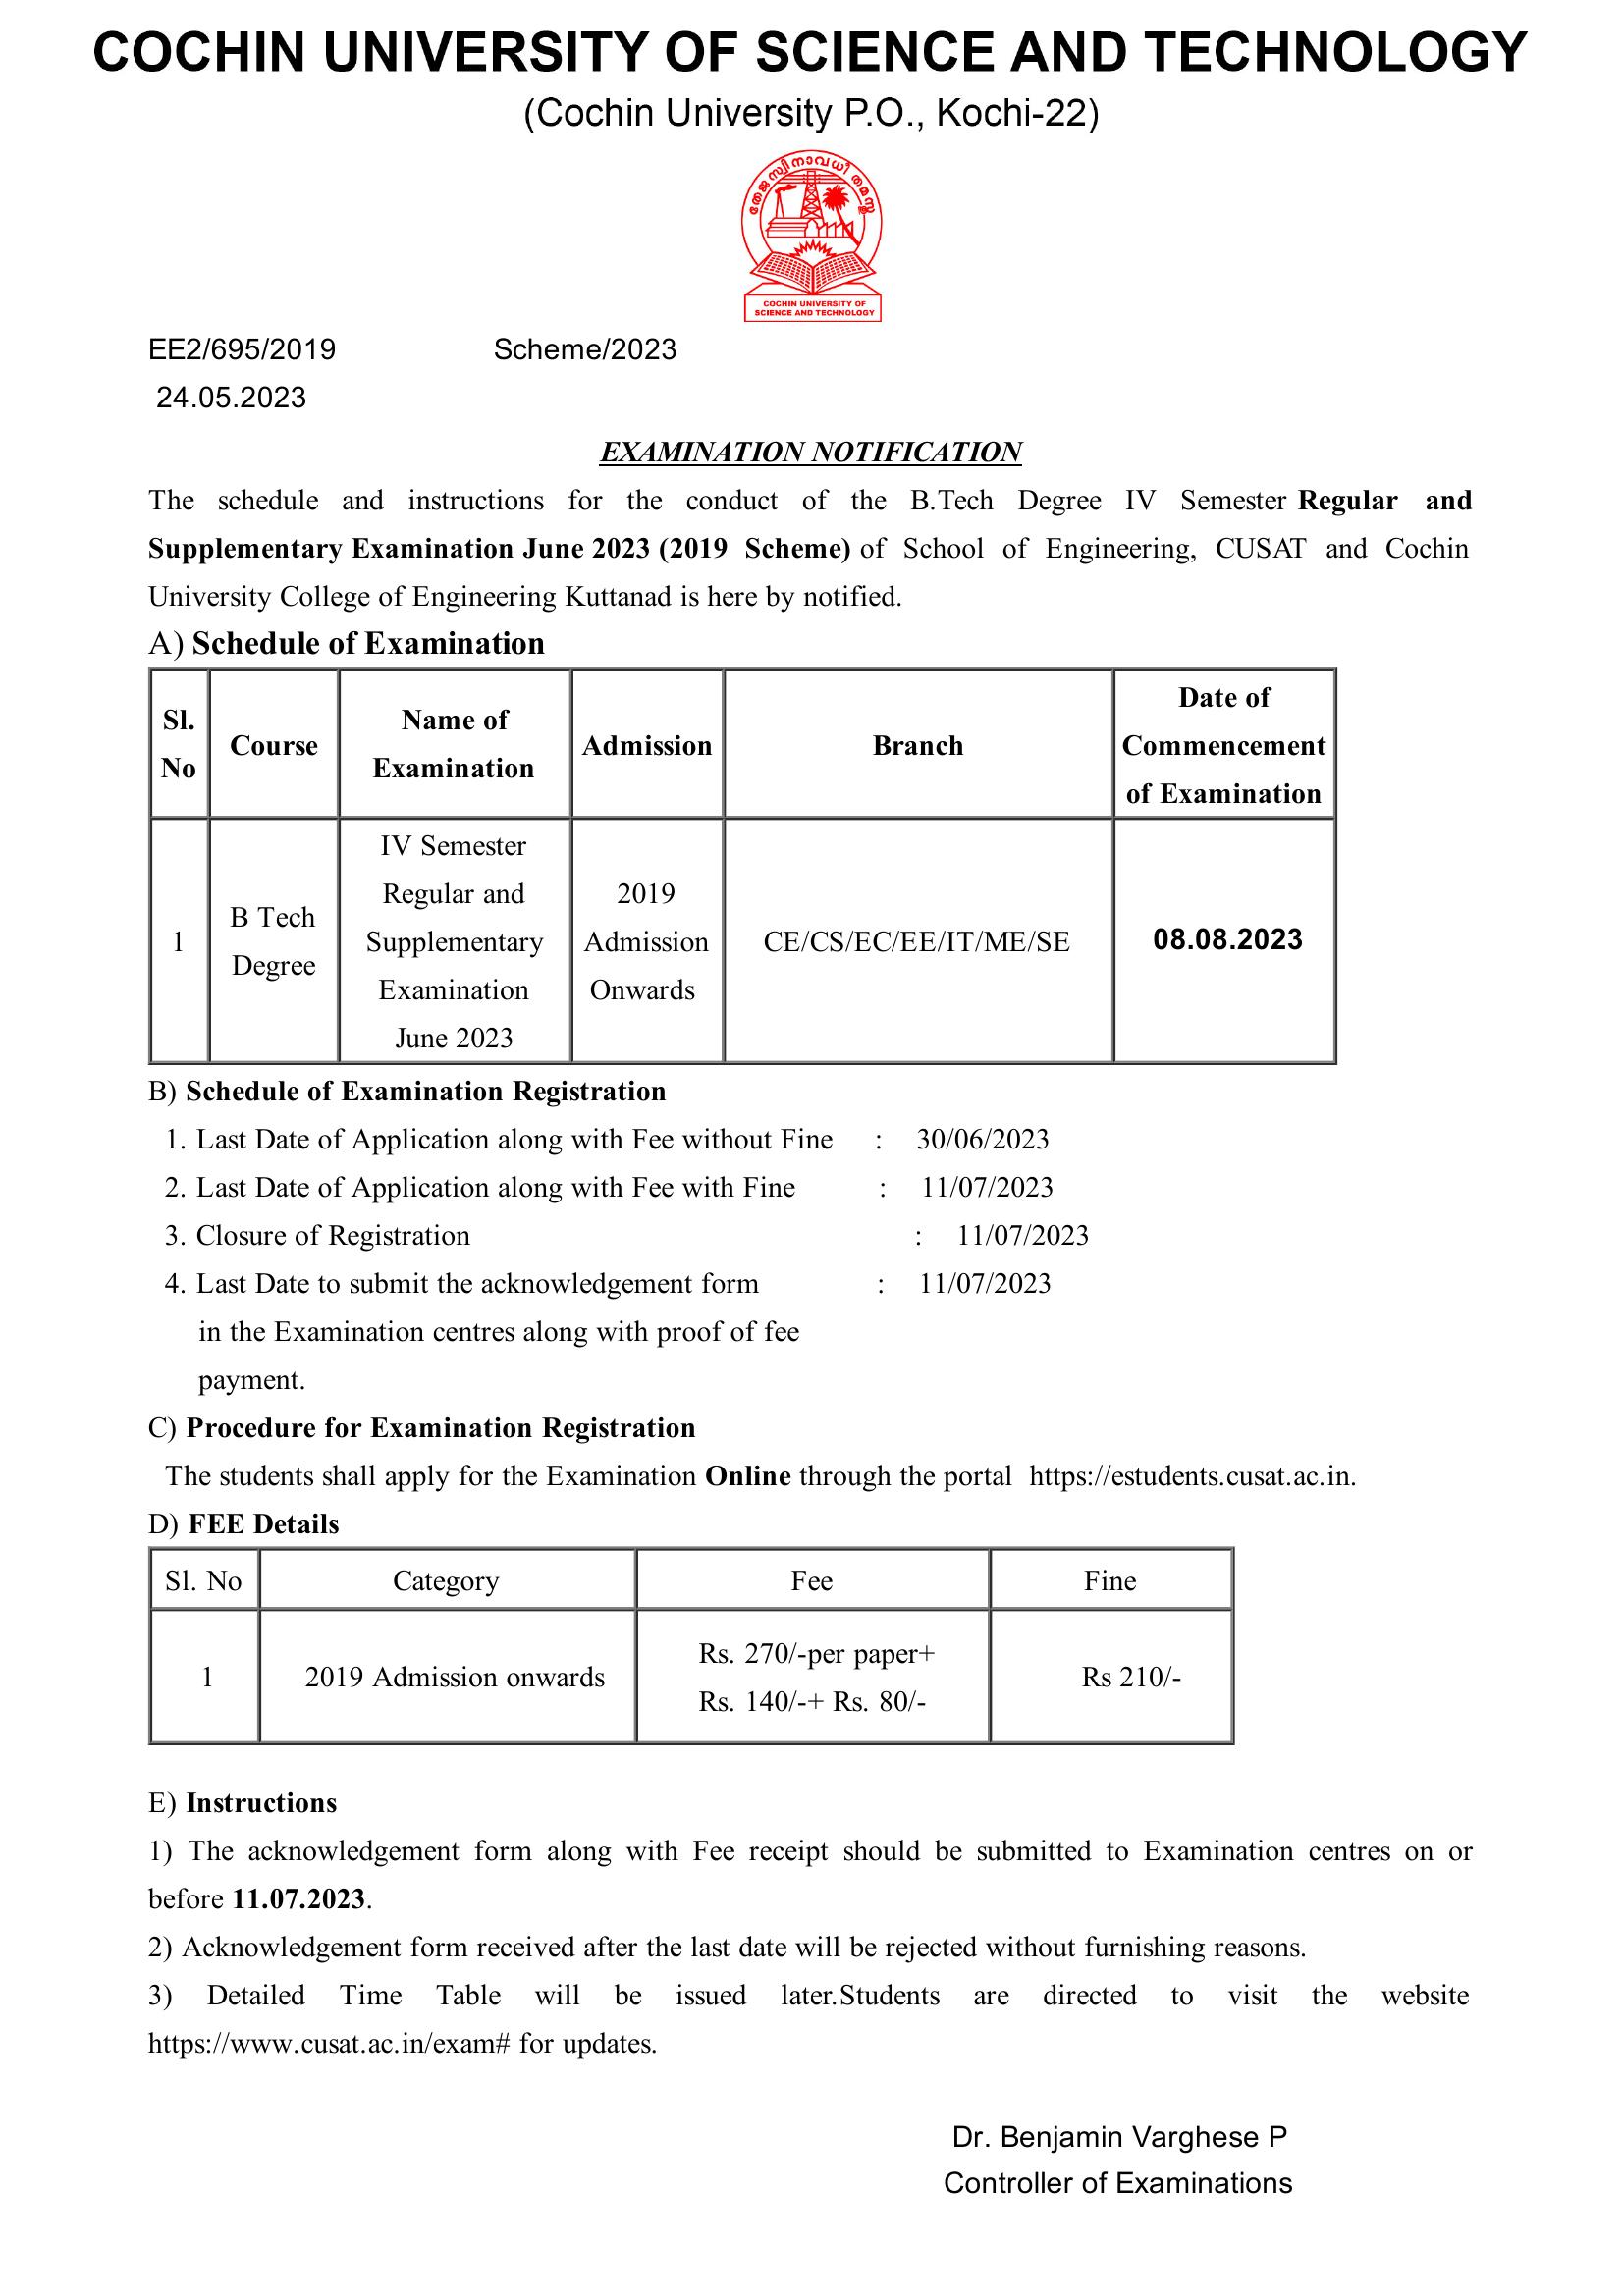 COCHIN UNIVERSITY OF SCIENCE AND TECHNOLOGY
(Cochin University P.O., Kochi-22)
തേജസ്വിനാവധീതമസ്തു
COCHIN UNIVERSITY OF
SCIENCE AND TECHNOLOGY
EE2/695/2019 Scheme/2023
24.05.2023
EXAMINATION NOTIFICATION
The schedule and instructions for the conduct of the B.Tech Degree IV Semester Regular and
Supplementary Examination June 2023 (2019 Scheme) of School of Engineering, CUSAT and Cochin
University College of Engineering Kuttanad is here by notified.
A) Schedule of Examination
Sl. No Course Name of Examination Admission Branch Date of Commencement of Examination
1 B Tech Degree IV Semester Regular and Supplementary Examination June 2023 2019 Admission Onwards CE/CS/EC/EE/IT/ME/SE 08.08.2023
B) Schedule of Examination Registration
1. Last Date of Application along with Fee without Fine : 30/06/2023
2. Last Date of Application along with Fee with Fine : 11/07/2023
3. Closure of Registration : 11/07/2023
4. Last Date to submit the acknowledgement form : 11/07/2023
in the Examination centres along with proof of fee
payment.
C) Procedure for Examination Registration
The students shall apply for the Examination Online through the portal https://estudents.cusat.ac.in.
D) FEE Details
Sl. No Category Fee Fine
1 2019 Admission onwards Rs. 270/-per paper+ Rs. 140/-+ Rs. 80/- Rs 210/-
E) Instructions
1) The acknowledgement form along with Fee receipt should be submitted to Examination centres on or
before 11.07.2023.
2) Acknowledgement form received after the last date will be rejected without furnishing reasons.
3) Detailed Time Table will be issued later.Students are directed to visit the website
https://www.cusat.ac.in/exam# for updates.
Dr. Benjamin Varghese P
Controller of Examinations